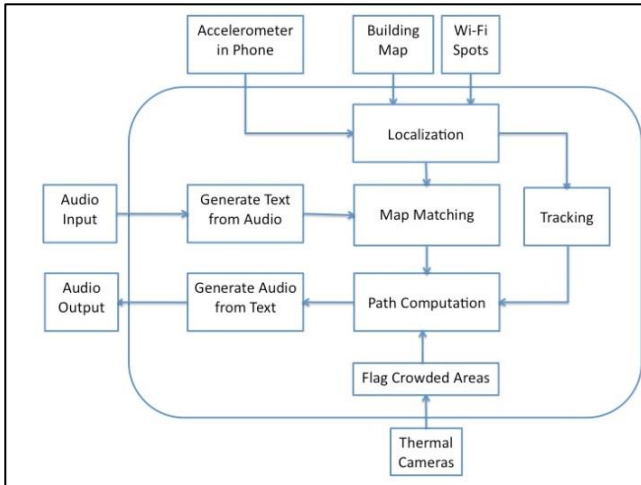 Accelerometer
in Phone
Building
Map
Wi-Fi
Spots
Localization
Audio
Input
Generate Text
from Audio
Map Matching
Tracking
Audio
Output
Generate Audio
from Text
Path Computation
Flag Crowded Areas
Thermal
Cameras